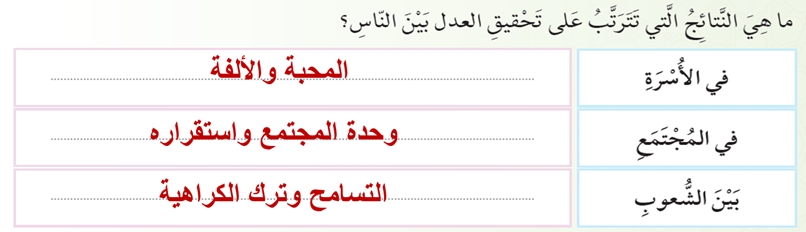 ما هِيَ النَّتائِجُ الَّتي تَتَرَتَّبُ عَلى تَحْقيقِ العدل بَيْنَ النّاسِ؟
في الأُسْرَةِ المحبة والألفة
في المُجْتَمَعِ وحدة المجتمع واستقراره
بَيْنَ الشُّعوبِ التسامح وترك الكراهية